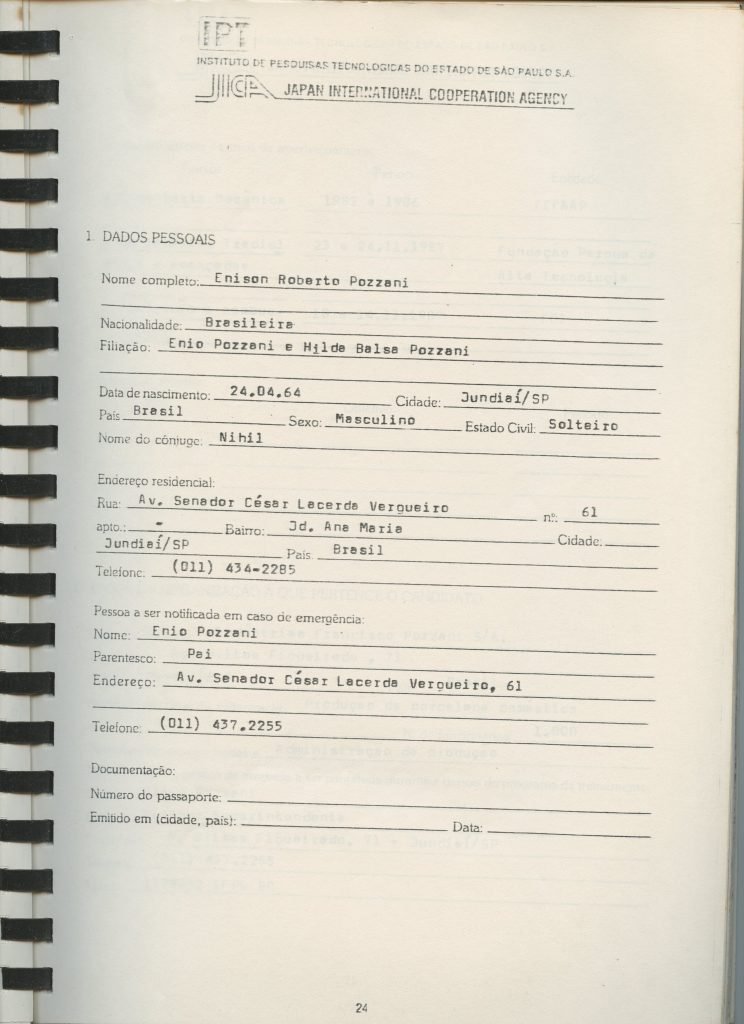 IPT
INSTITUTO DE PESQUISAS TECNOLOGICAS DO ESTADO DE SÃO PAULO S.A.
JICA JAPAN INTERNATIONAL COOPERATION AGENCY
1. DADOS PESSOAIS
Nome completo: Enison Roberto Pozzani
Nacionalidade: Brasileira
Filiação: Enio Pozzani e Hilda Balsa Pozzani
Data de nascimento: 24.04.64 Cidade: Jundiaí/SP
País Brasil Sexo: Masculino Estado Civil: Solteiro
Nome do cônjuge: Nihil
Endereço residencial:
Rua: Av. Senador César Lacerda Vergueiro nº: 61
apto.: - Bairro: Jd. Ana Maria Cidade:
Jundiaí/SP País. Brasil
Telefone: (011) 434-2285
Pessoa a ser notificada em caso de emergência:
Nome: Enio Pozzani
Parentesco: Pai
Endereço: Av. Senador César Lacerda Vergueiro, 61
Telefone: (011) 437.2255
Documentação:
Número do passaporte:
Emitido em (cidade, país): Data:
24